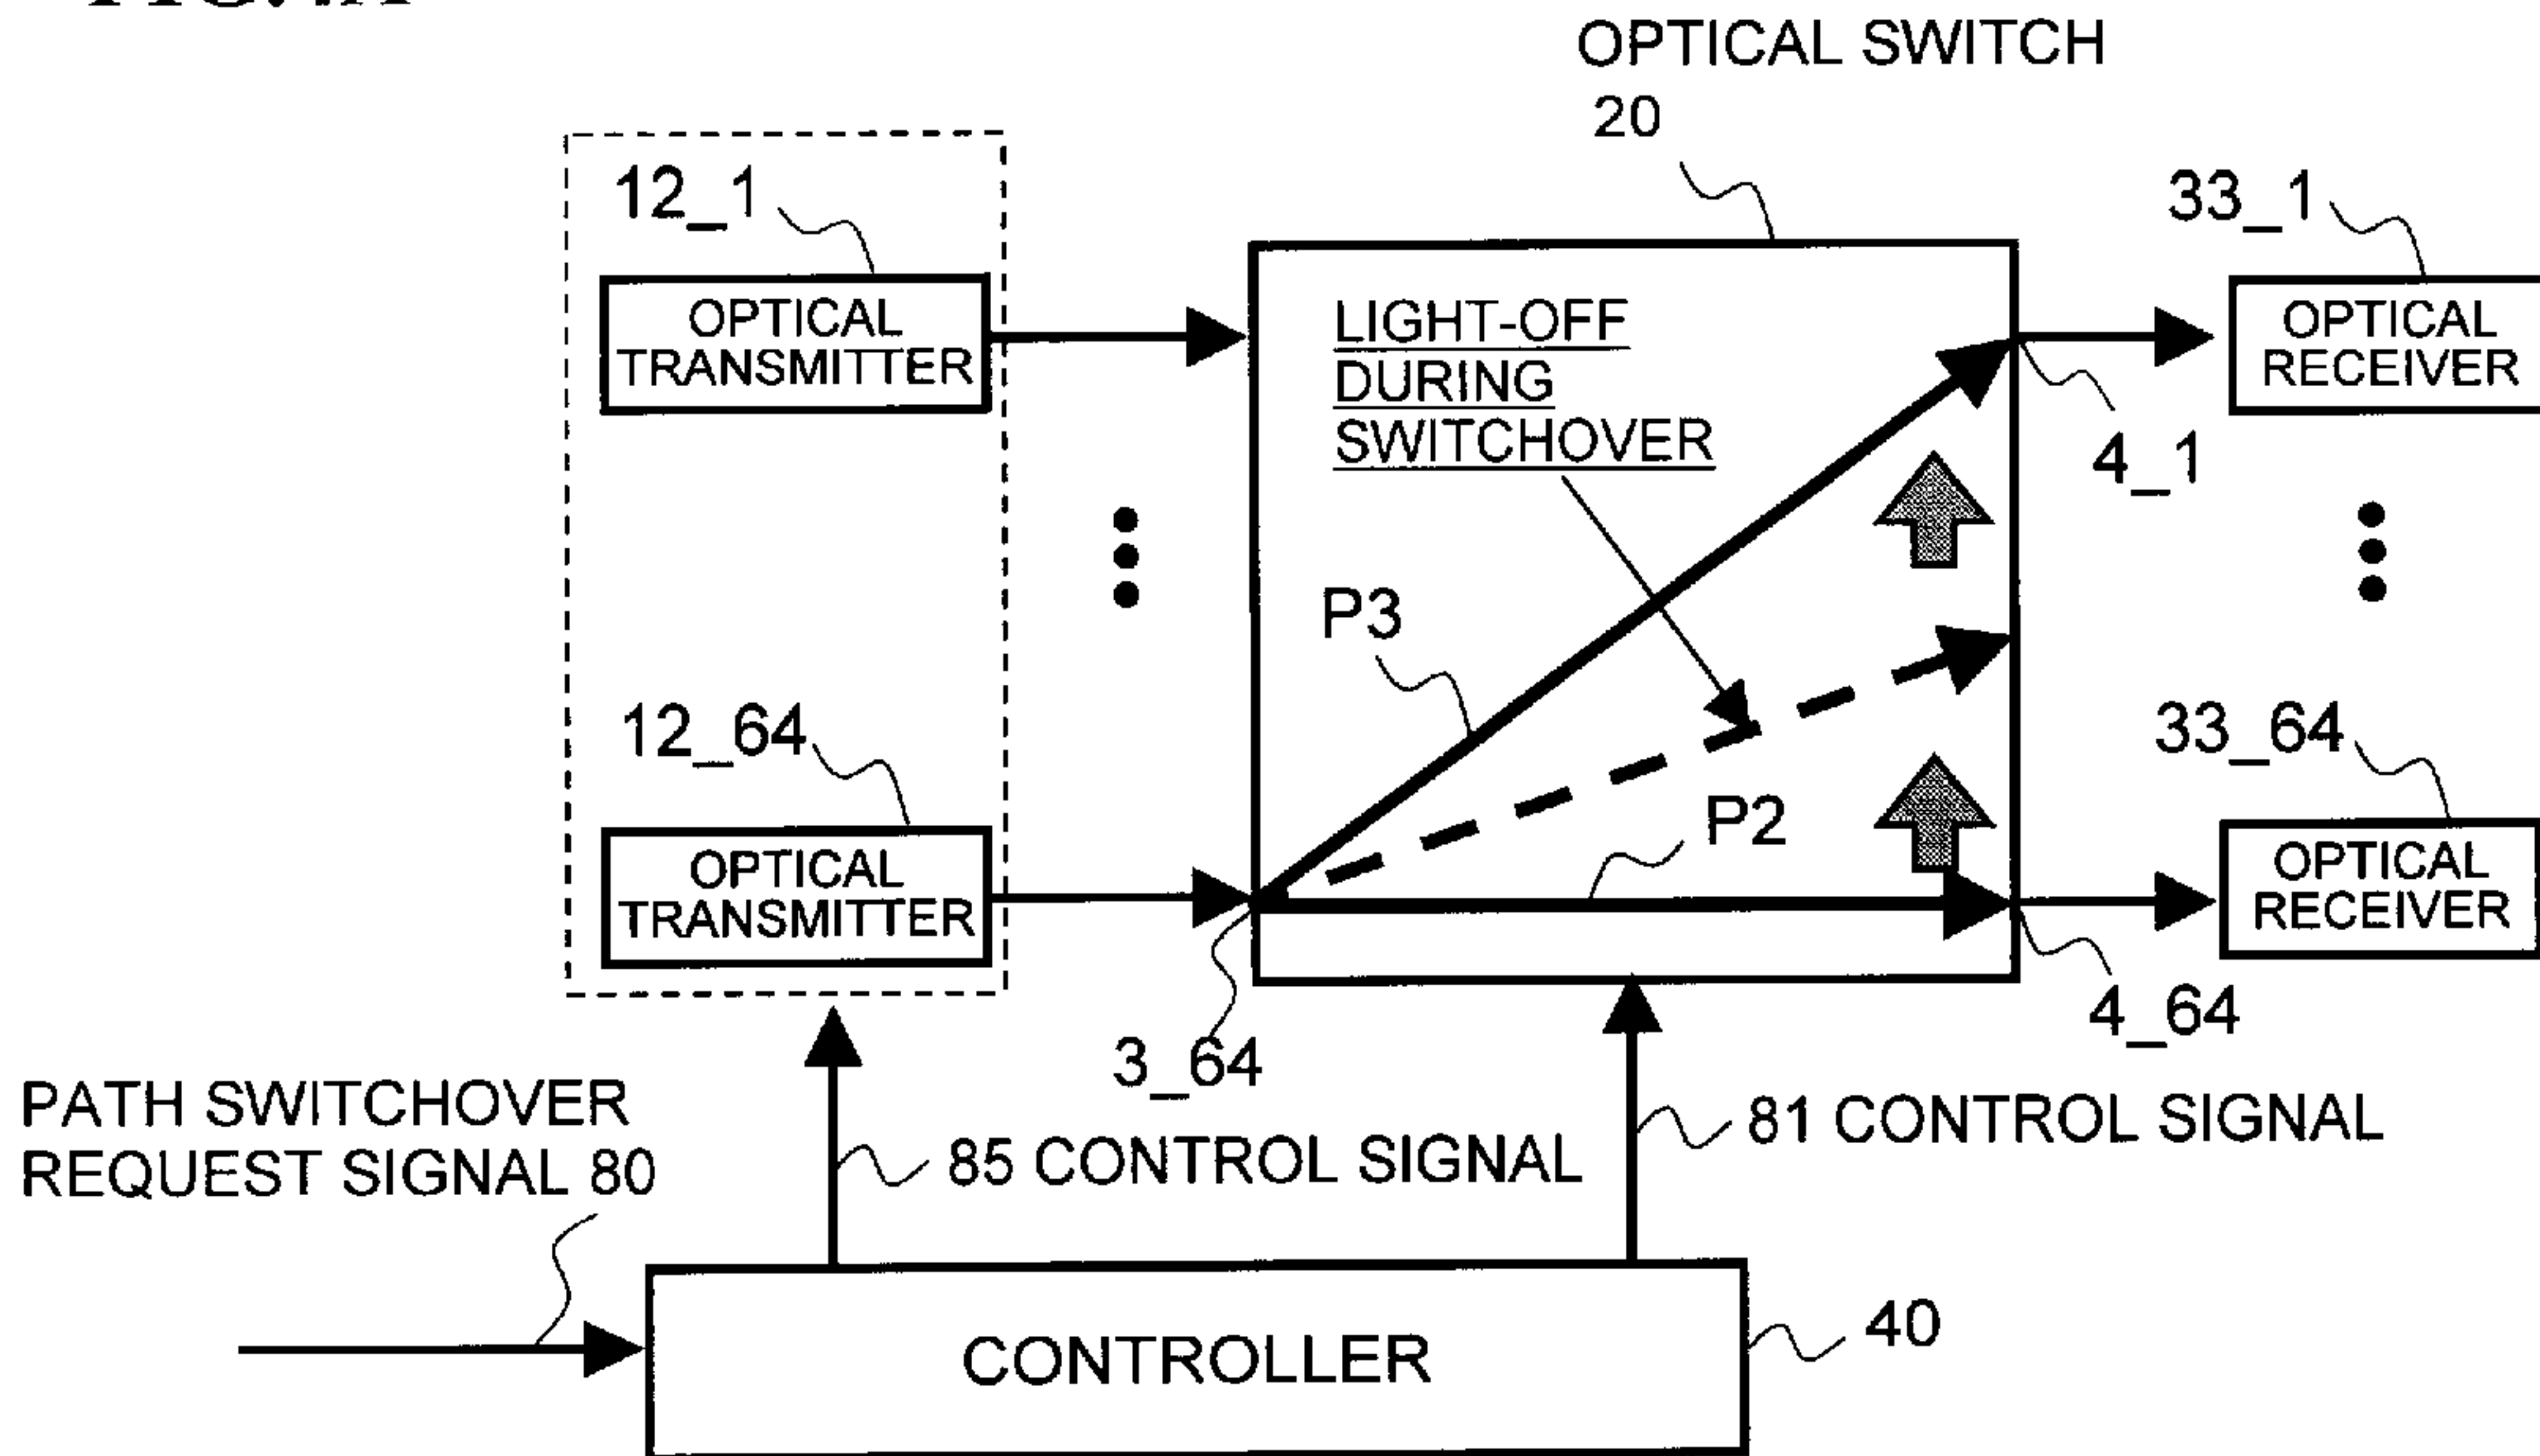 OPTICAL SWITCH
20
12_1
33_1
OPTICAL
TRANSMITTER
LIGHT-OFF
DURING
SWITCHOVER
OPTICAL
RECEIVER
4_1
P3
12_64
33_64
P2
OPTICAL
TRANSMITTER
OPTICAL
RECEIVER
3_64
4_64
PATH SWITCHOVER
REQUEST SIGNAL 80
85 CONTROL SIGNAL
81 CONTROL SIGNAL
CONTROLLER
40